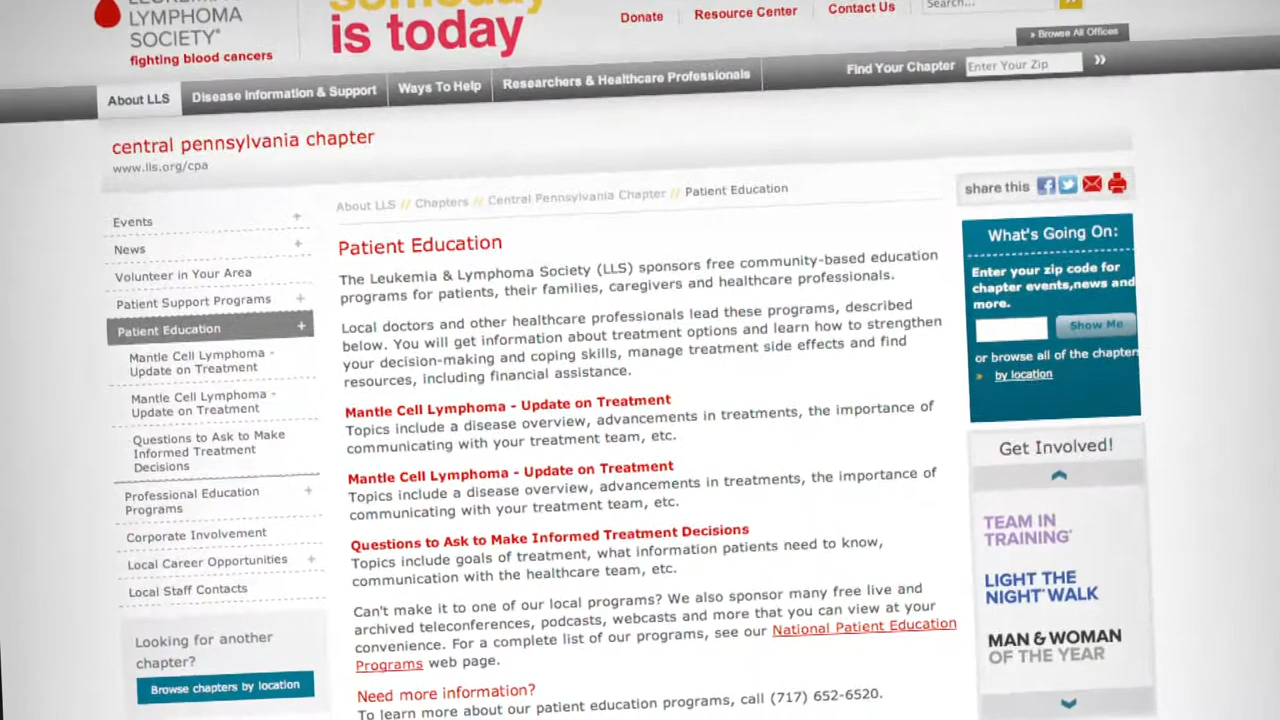 LYMPHOMA
SOCIETY®
fighting blood cancers
someday
is today
Donate
Resource Center
Contact Us
Search...
» Browse All Offices
Find Your Chapter
Enter Your Zip
»
About LLS
Disease Information & Support
Ways To Help
Researchers & Healthcare Professionals
central pennsylvania chapter
www.lls.org/cpa
Events +
News +
Volunteer in Your Area
Patient Support Programs +
Patient Education +
Mantle Cell Lymphoma -
Update on Treatment
Mantle Cell Lymphoma -
Update on Treatment
Questions to Ask to Make
Informed Treatment
Decisions
Professional Education +
Programs
Corporate Involvement
Local Career Opportunities +
Local Staff Contacts
Looking for another
chapter?
Browse chapters by location
About LLS // Chapters // Central Pennsylvania Chapter // Patient Education
Patient Education
The Leukemia & Lymphoma Society (LLS) sponsors free community-based education
programs for patients, their families, caregivers and healthcare professionals.
Local doctors and other healthcare professionals lead these programs, described
below. You will get information about treatment options and learn how to strengthen
your decision-making and coping skills, manage treatment side effects and find
resources, including financial assistance.
Mantle Cell Lymphoma - Update on Treatment
Topics include a disease overview, advancements in treatments, the importance of
communicating with your treatment team, etc.
Mantle Cell Lymphoma - Update on Treatment
Topics include a disease overview, advancements in treatments, the importance of
communicating with your treatment team, etc.
Questions to Ask to Make Informed Treatment Decisions
Topics include goals of treatment, what information patients need to know,
communication with the healthcare team, etc.
Can't make it to one of our local programs? We also sponsor many free live and
archived teleconferences, podcasts, webcasts and more that you can view at your
convenience. For a complete list of our programs, see our National Patient Education
Programs web page.
Need more information?
To learn more about our patient education programs, call (717) 652-6520.
share this
What's Going On:
Enter your zip code for
chapter events,news and
more.
Show Me
or browse all of the chapters
» by location
Get Involved!
TEAM IN
TRAINING®
LIGHT THE
NIGHT® WALK
MAN & WOMAN
OF THE YEAR